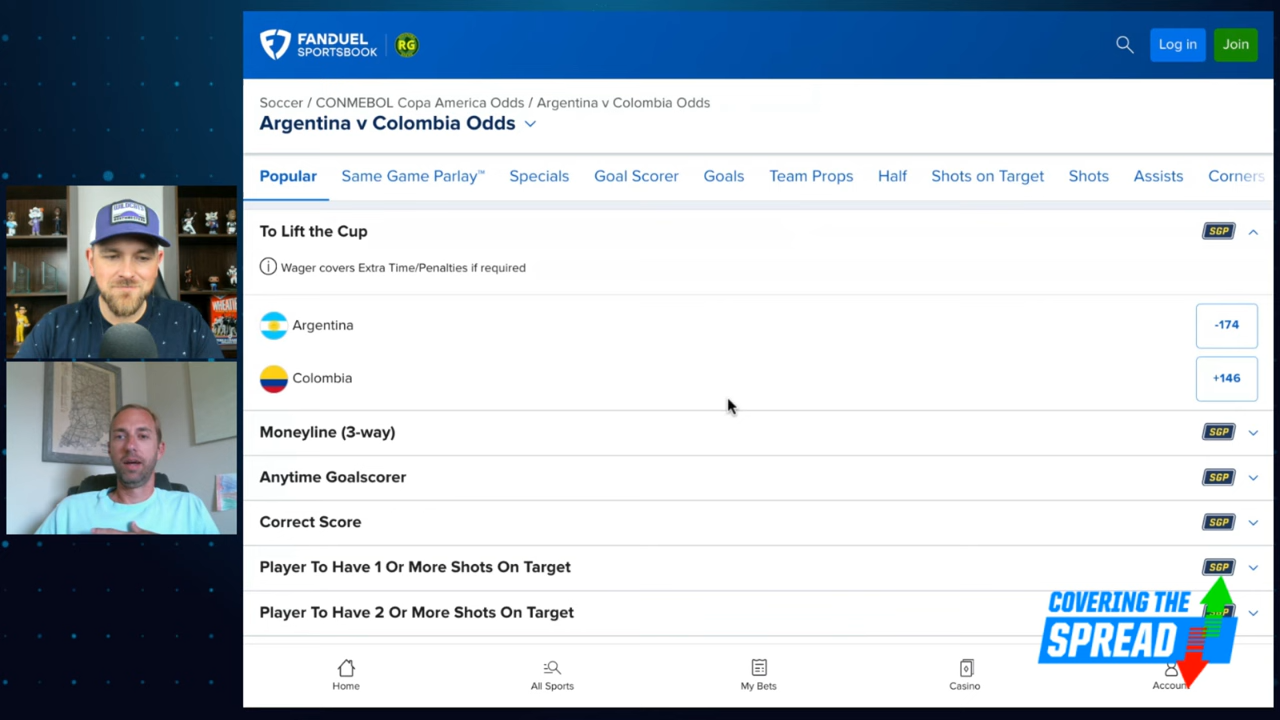 FANDUEL
SPORTSBOOK
RG
Log in
Join
Soccer / CONMEBOL Copa America Odds / Argentina v Colombia Odds
Argentina v Colombia Odds
Popular
Same Game Parlay™
Specials
Goal Scorer
Goals
Team Props
Half
Shots on Target
Shots
Assists
Corners
To Lift the Cup
SGP
Wager covers Extra Time/Penalties if required
Argentina
-174
Colombia
+146
Moneyline (3-way)
SGP
Anytime Goalscorer
SGP
Correct Score
SGP
Player To Have 1 Or More Shots On Target
SGP
Player To Have 2 Or More Shots On Target
COVERING THE
SPREAD
Home
All Sports
My Bets
Casino
Account
WHEATIES